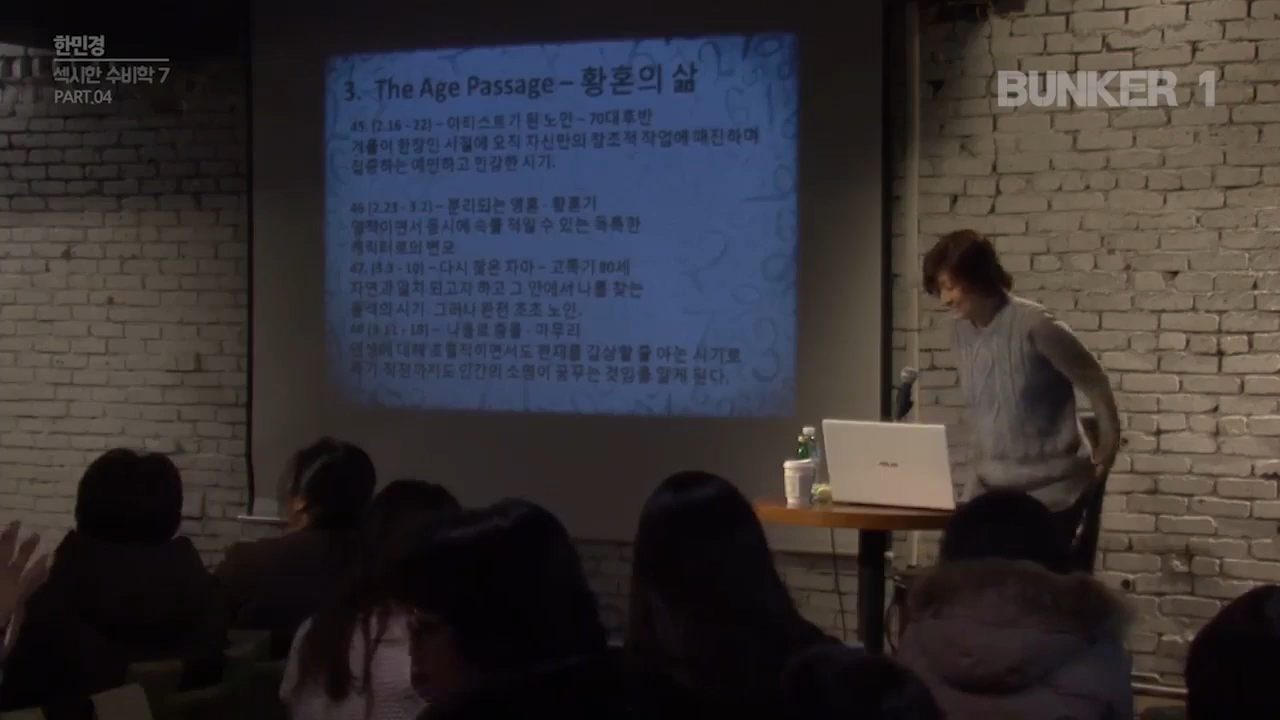 한민경
섹시한 수비학 7
PART.04
BUNKER 1
3. The Age Passage – 황혼의 삶
45. (2.16 - 22) – 아티스트가 된 노인 – 70대후반
겨울이 한창인 시절에 오직 자신만의 창조적 작업에 매진하며
집중하는 예민하고 민감한 시기.
46 (2.23 - 3.2) – 분리되는 영혼 - 황혼기
영적이면서 동시에 속물 적일 수 있는 독특한
캐릭터로의 변모
47. (3.3 - 10) – 다시 찾은 자아 – 고독기 80세
자연과 일치 되고자 하고 그 안에서 나를 찾는
몰락의 시기. 그러나 완전 초초 노인.
48 (3.11 - 18) – 나홀로 춤을 - 마무리
인생에 대해 초월적이면서도 현재를 감상할 줄 아는 시기로
죽기 직전까지도 인간의 소명이 꿈꾸는 것임을 알게 된다.
ASUS